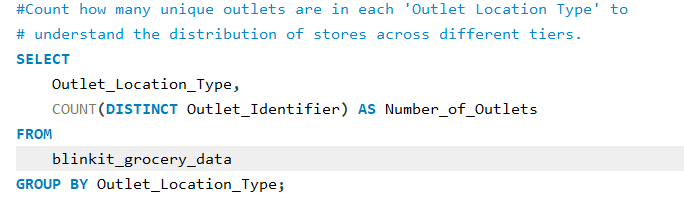 #Count how many unique outlets are in each 'Outlet Location Type' to
# understand the distribution of stores across different tiers.
SELECT
    Outlet_Location_Type,
    COUNT(DISTINCT Outlet_Identifier) AS Number_of_Outlets
FROM
    blinkit_grocery_data
GROUP BY Outlet_Location_Type;